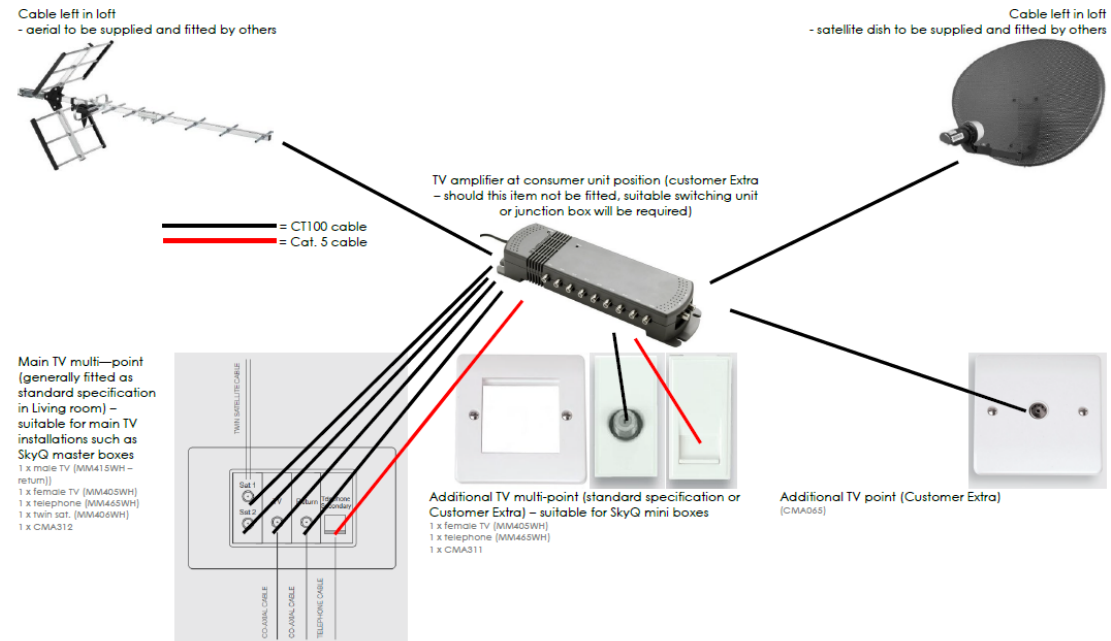 Cable left in loft
- aerial to be supplied and fitted by others
Cable left in loft
- satellite dish to be supplied and fitted by others
TV amplifier at consumer unit position (customer Extra
– should this item not be fitted, suitable switching unit
or junction box will be required)
= CT100 cable
= Cat. 5 cable
Main TV multi—point
(generally fitted as
standard specification
in Living room) –
suitable for main TV
installations such as
SkyQ master boxes
1 x male TV (MM415WH –
return))
1 x female TV (MM405WH)
1 x telephone (MM465WH)
1 x twin sat. (MM406WH)
1 x CMA312
TWIN SATELLITE CABLE
Sat 1
Sat 2
TV
Return
Telephone
Secondary
CO-AXIAL CABLE
CO-AXIAL CABLE
TELEPHONE CABLE
Additional TV multi-point (standard specification or
Customer Extra) – suitable for SkyQ mini boxes
1 x female TV (MM405WH)
1 x telephone (MM465WH)
1 x CMA311
Additional TV point (Customer Extra)
(CMA065)